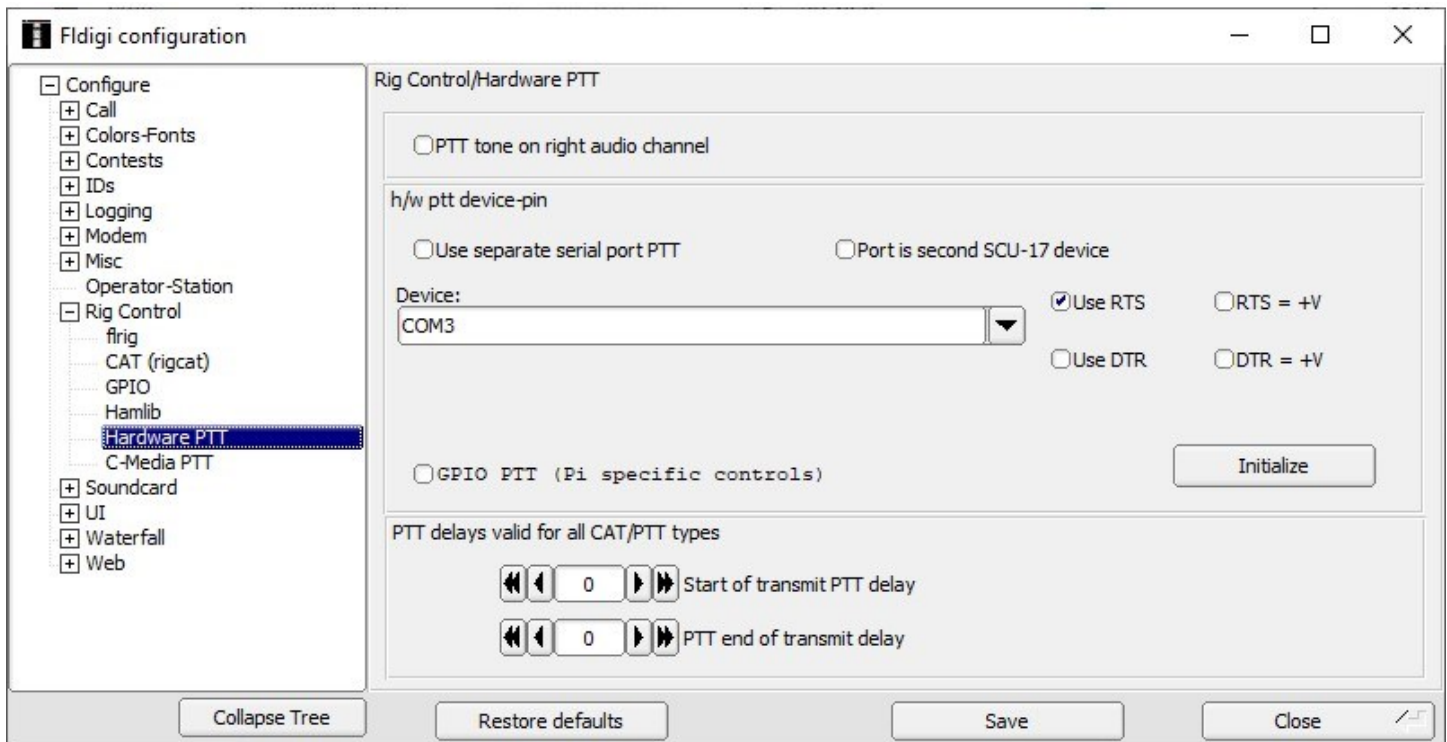 Fldigi configuration
Configure
Call
Colors-Fonts
Contests
IDs
Logging
Modem
Misc
Operator-Station
Rig Control
flrig
CAT (rigcat)
GPIO
Hamlib
Hardware PTT
C-Media PTT
Soundcard
UI
Waterfall
Web
Rig Control/Hardware PTT
PTT tone on right audio channel
h/w ptt device-pin
Use separate serial port PTT
Port is second SCU-17 device
Device:
COM3
Use RTS
RTS = +V
Use DTR
DTR = +V
GPIO PTT (Pi specific controls)
Initialize
PTT delays valid for all CAT/PTT types
0 Start of transmit PTT delay
0 PTT end of transmit delay
Collapse Tree
Restore defaults
Save
Close